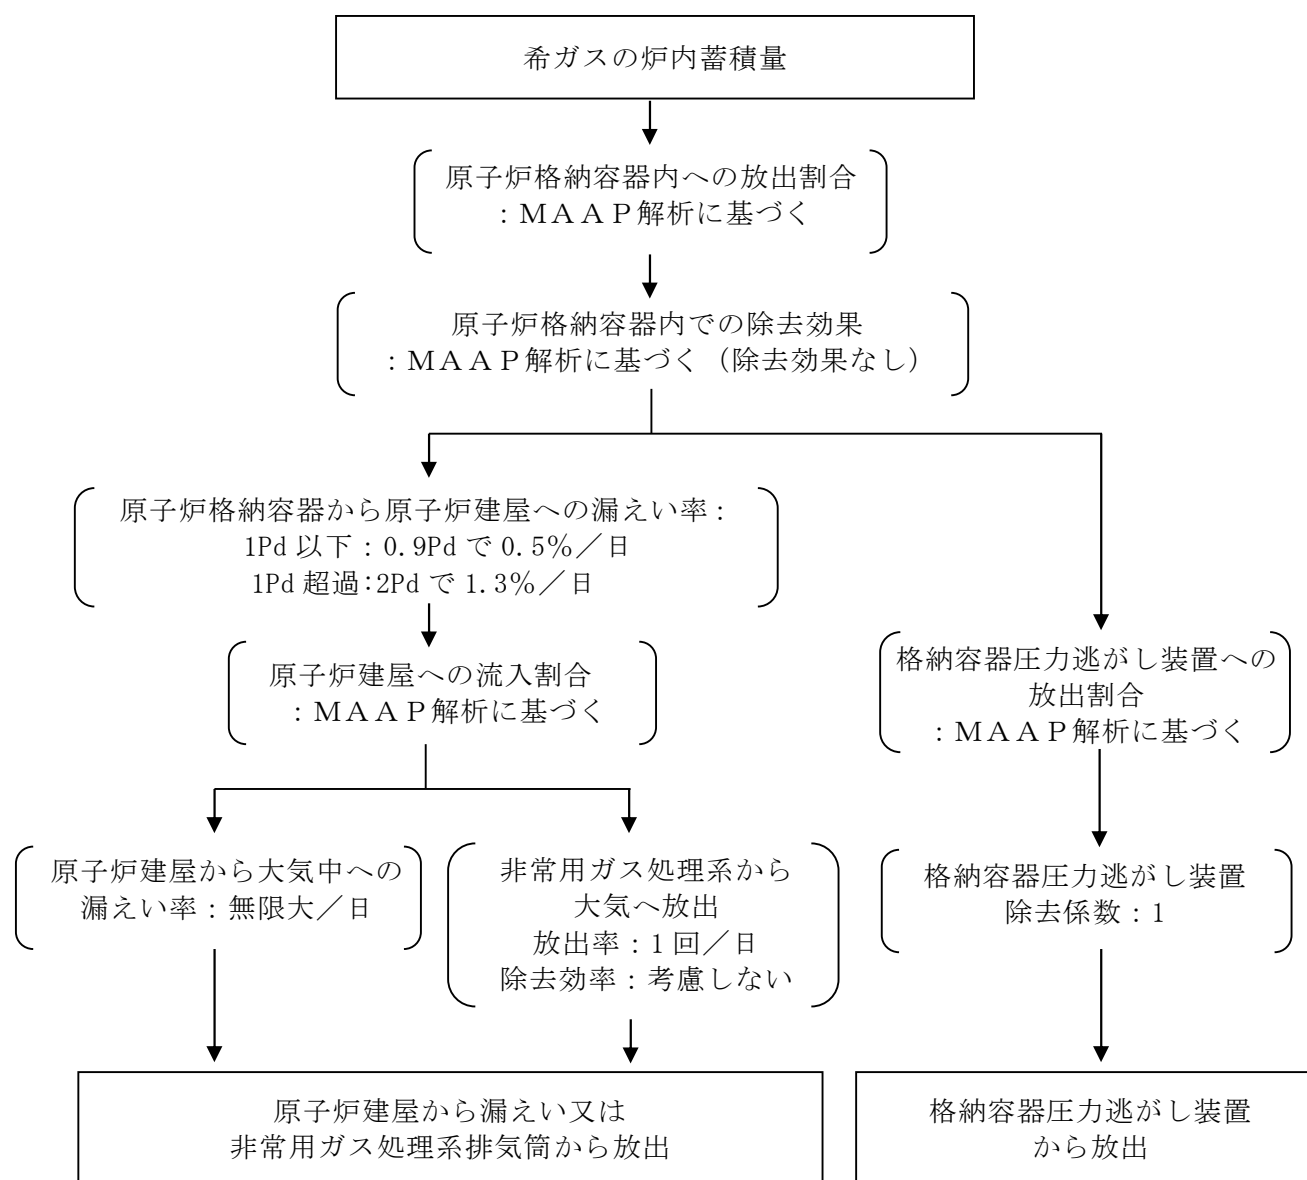 希ガスの炉内蓄積量
原子炉格納容器内への放出割合
：ＭＡＡＰ解析に基づく
原子炉格納容器内での除去効果
：ＭＡＡＰ解析に基づく（除去効果なし）
原子炉格納容器から原子炉建屋への漏えい率：
1Pd 以下：0.9Pd で 0.5％／日
1Pd 超過：2Pd で 1.3％／日
原子炉建屋への流入割合
：ＭＡＡＰ解析に基づく
格納容器圧力逃がし装置への
放出割合
：ＭＡＡＰ解析に基づく
原子炉建屋から大気中への
漏えい率：無限大／日
非常用ガス処理系から
大気へ放出
放出率：1 回／日
除去効率：考慮しない
格納容器圧力逃がし装置
除去係数：1
原子炉建屋から漏えい又は
非常用ガス処理系排気筒から放出
格納容器圧力逃がし装置
から放出